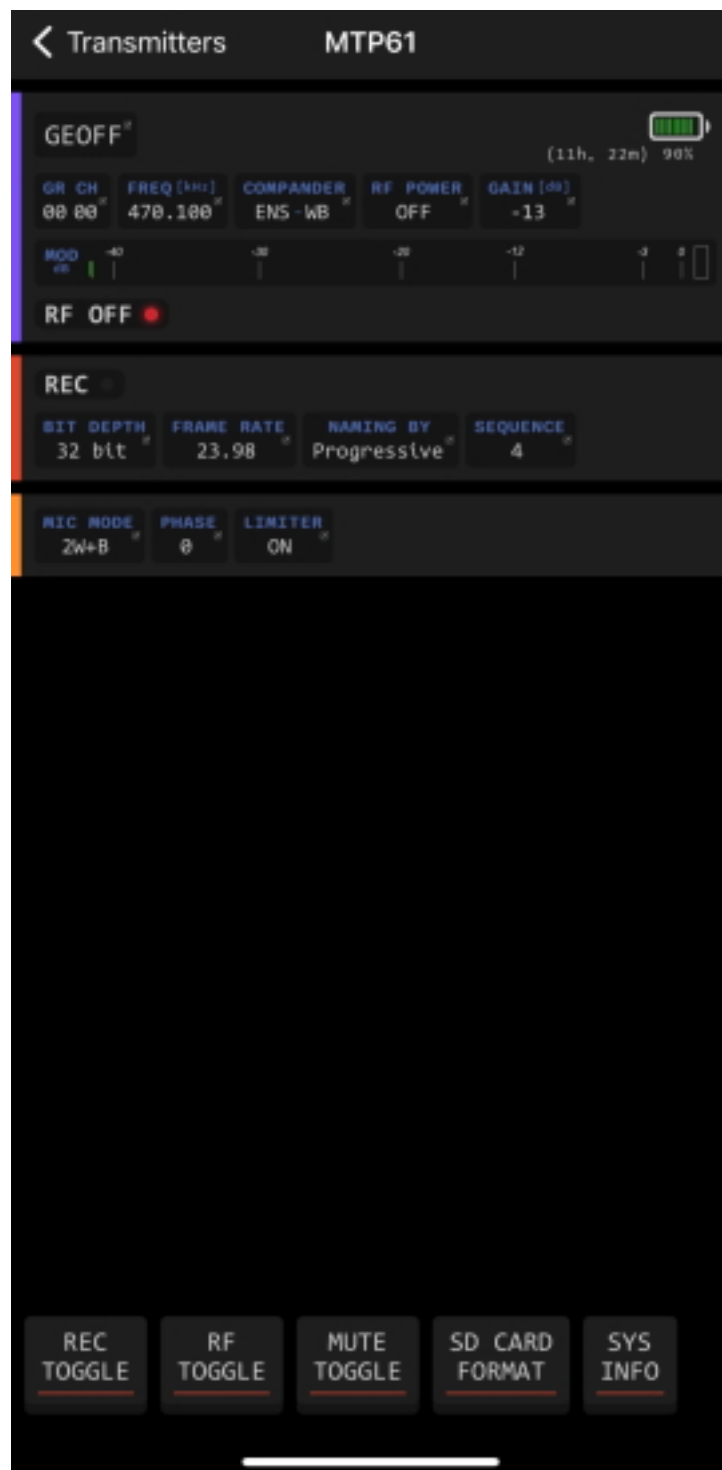 Transmitters MTP61
GEOFF
(11h, 22m) 90%
GR CH FREQ[kHz] COMPANDER RF POWER GAIN[dB]
00 00 470.100 ENS-WB OFF -13
MOD -40 -30 -20 -12 -3 0
dB
RF OFF
REC
BIT DEPTH FRAME RATE NAMING BY SEQUENCE
32 bit 23.98 Progressive 4
MIC MODE PHASE LIMITER
2W+B 0 ON
REC RF MUTE SD CARD SYS
TOGGLE TOGGLE TOGGLE FORMAT INFO